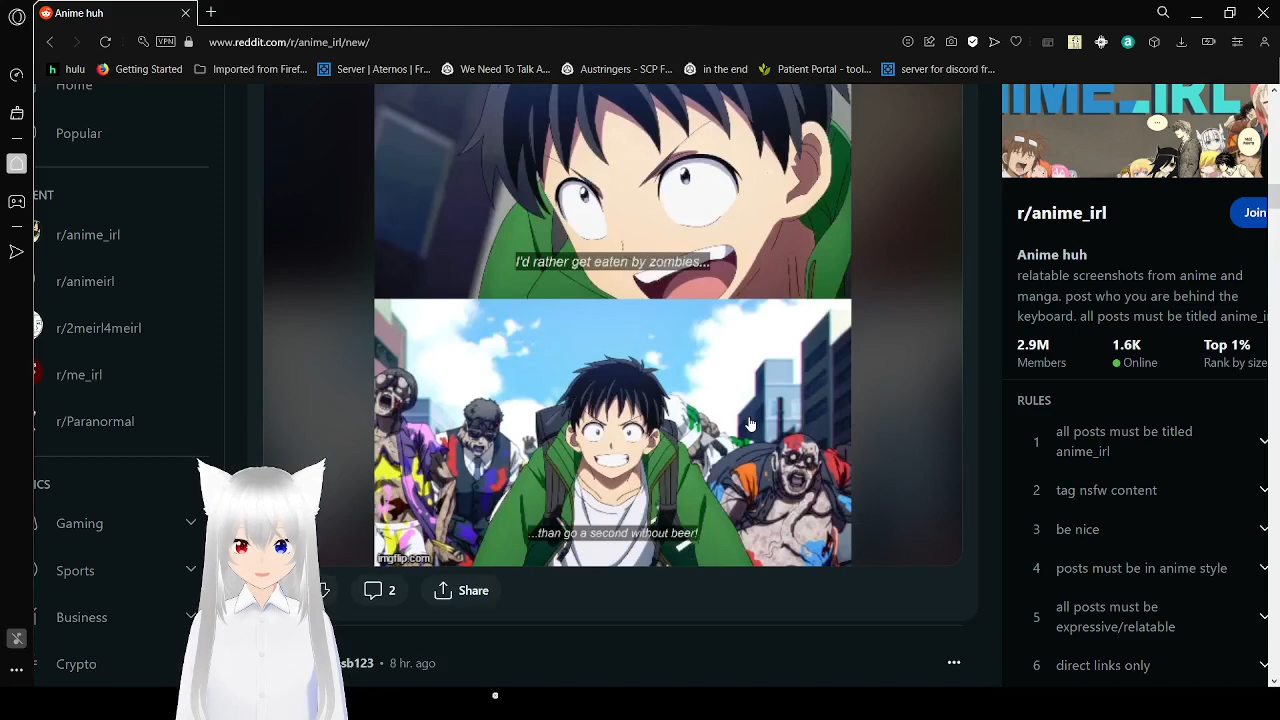 Anime huh
VPN
www.reddit.com/r/anime_irl/new/
hulu
Getting Started
Imported from Firef...
Server | Aternos | Fr...
We Need To Talk A...
Austringers - SCP F...
in the end
Patient Portal - tool...
server for discord fr...
Home
Popular
ENT
r/anime_irl
r/animeirl
r/2meirl4meirl
r/me_irl
r/Paranormal
ICS
Gaming
Sports
Business
Crypto
I'd rather get eaten by zombies...
...than go a second without beer!
imgflip.com
2
Share
sb123 • 8 hr. ago
NIME_IRL
r/anime_irl
Join
Anime huh
relatable screenshots from anime and
manga. post who you are behind the
keyboard. all posts must be titled anime_i
2.9M
Members
1.6K
Online
Top 1%
Rank by size
RULES
1 all posts must be titled
anime_irl
2 tag nsfw content
3 be nice
4 posts must be in anime style
5 all posts must be
expressive/relatable
6 direct links only